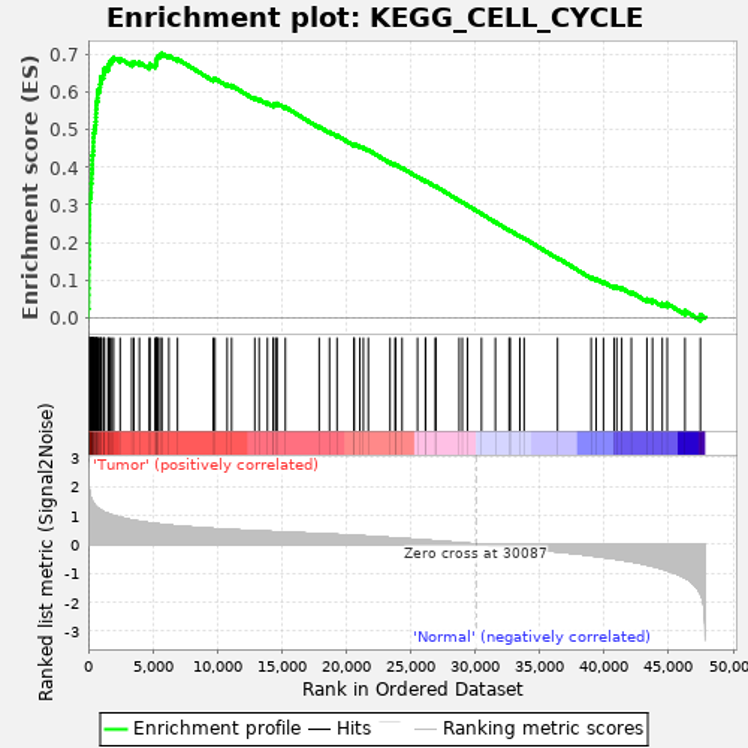 Enrichment plot: KEGG_CELL_CYCLE
Enrichment score (ES)
0.7
0.6
0.5
0.4
0.3
0.2
0.1
0.0
Ranked list metric (Signal2Noise)
3
2
1
0
-1
-2
-3
'Tumor' (positively correlated)
Zero cross at 30087
'Normal' (negatively correlated)
0 5,000 10,000 15,000 20,000 25,000 30,000 35,000 40,000 45,000 50,00
Rank in Ordered Dataset
Enrichment profile Hits Ranking metric scores